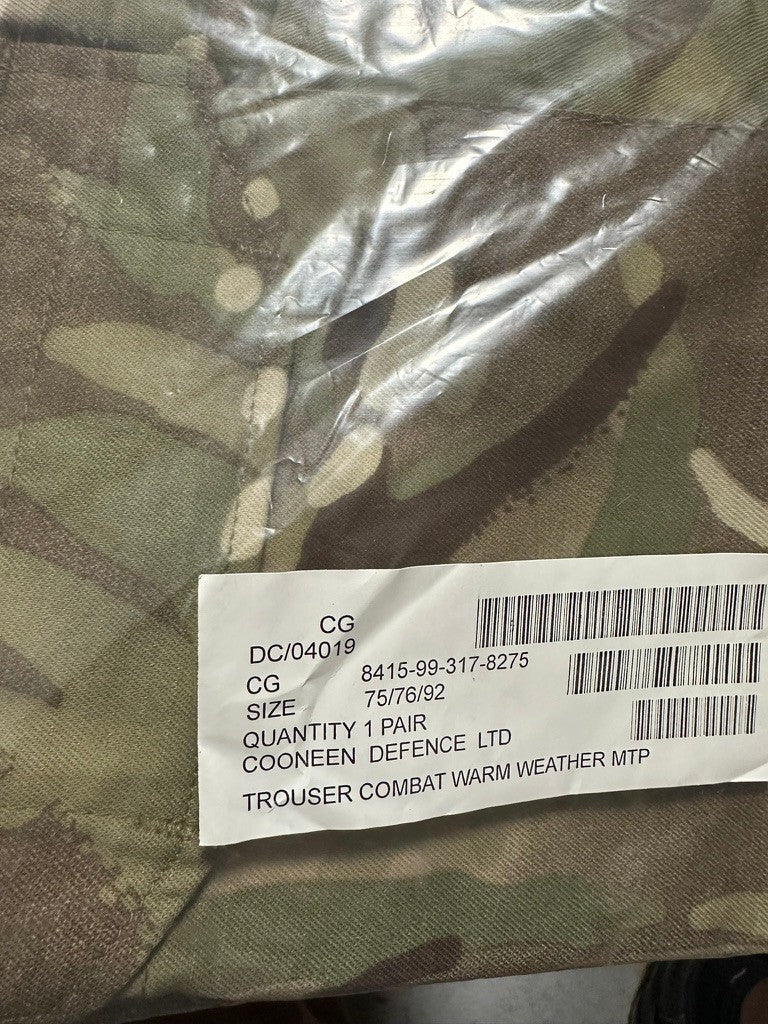 CG
DC/04019
CG 8415-99-317-8275
SIZE 75/76/92
QUANTITY 1 PAIR
COONEEN DEFENCE LTD
TROUSER COMBAT WARM WEATHER MTP